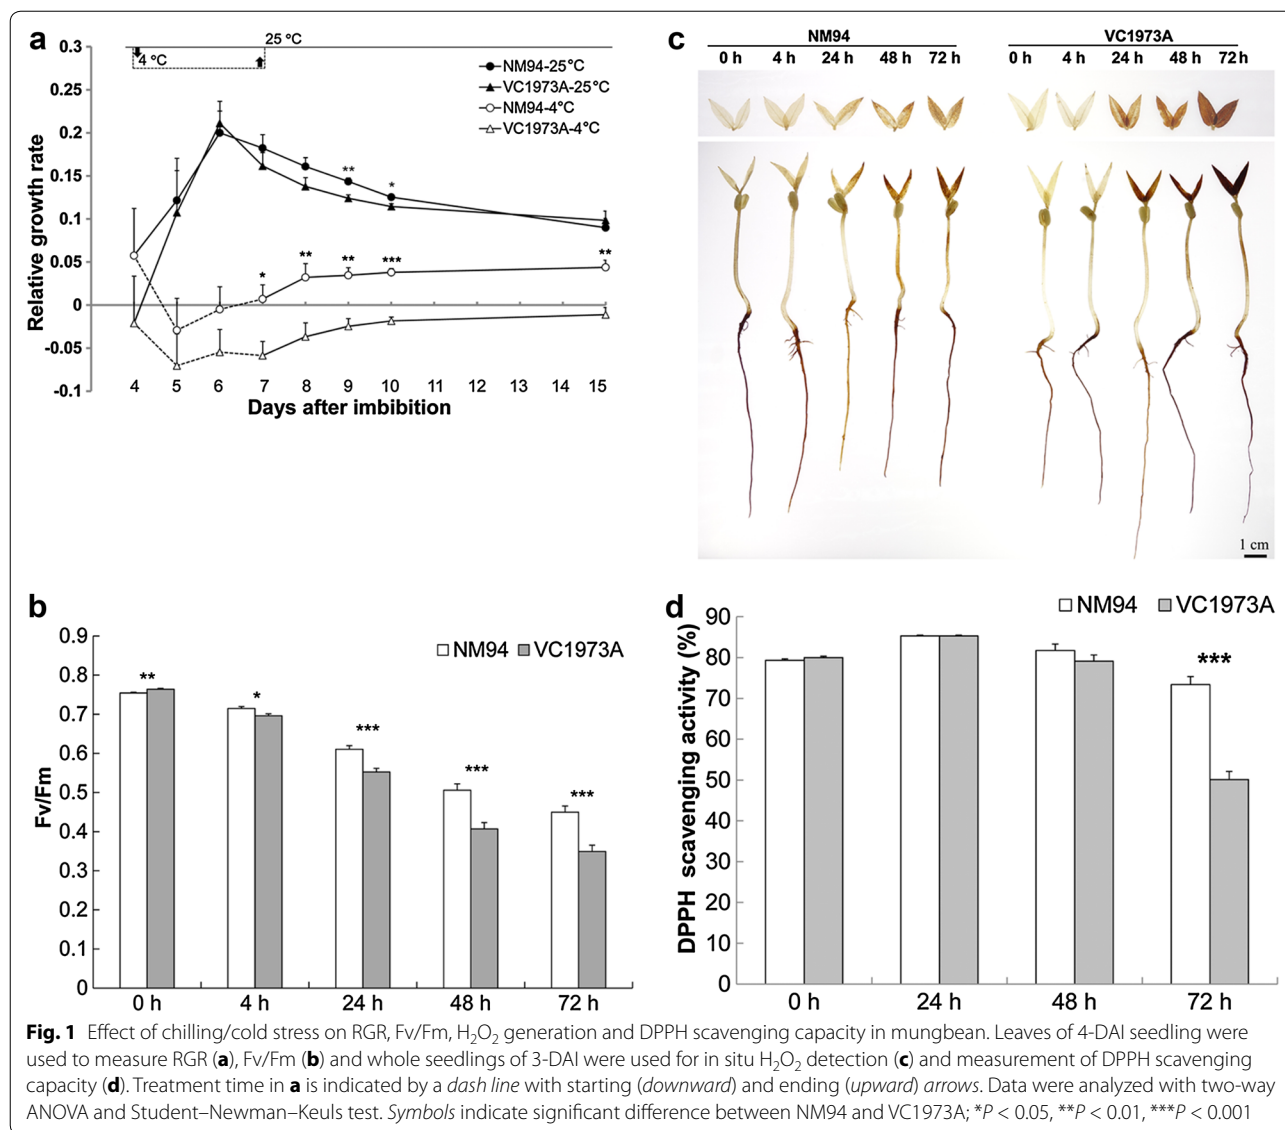 a
0.3
0.25
0.2
0.15
0.1
0.05
0
-0.05
-0.1
Relative growth rate
25 °C
4 °C
NM94-25°C
VC1973A-25°C
NM94-4°C
VC1973A-4°C
** *
* ** ** *** **
4 5 6 7 8 9 10 11 12 13 14 15
Days after imbibition
c
NM94 VC1973A
0 h 4 h 24 h 48 h 72 h 0 h 4 h 24 h 48 h 72 h
1 cm
b
0.9
0.8
0.7
0.6
0.5
0.4
0.3
0.2
0.1
0
Fv/Fm
NM94 VC1973A
** * *** *** ***
0 h 4 h 24 h 48 h 72 h
d
90
80
70
60
50
40
30
20
10
0
DPPH scavenging activity (%)
NM94 VC1973A
***
0 h 24 h 48 h 72 h
Fig. 1 Effect of chilling/cold stress on RGR, Fv/Fm, H₂O₂ generation and DPPH scavenging capacity in mungbean. Leaves of 4-DAI seedling were
used to measure RGR (a), Fv/Fm (b) and whole seedlings of 3-DAI were used for in situ H₂O₂ detection (c) and measurement of DPPH scavenging
capacity (d). Treatment time in a is indicated by a dash line with starting (downward) and ending (upward) arrows. Data were analyzed with two-way
ANOVA and Student–Newman–Keuls test. Symbols indicate significant difference between NM94 and VC1973A; *P < 0.05, **P < 0.01, ***P < 0.001